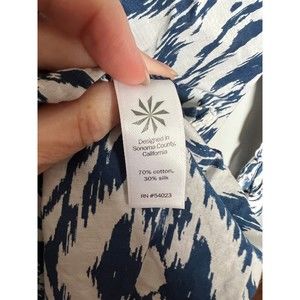 Designed in
Sonoma County,
California
70% cotton,
30% silk
RN #54023